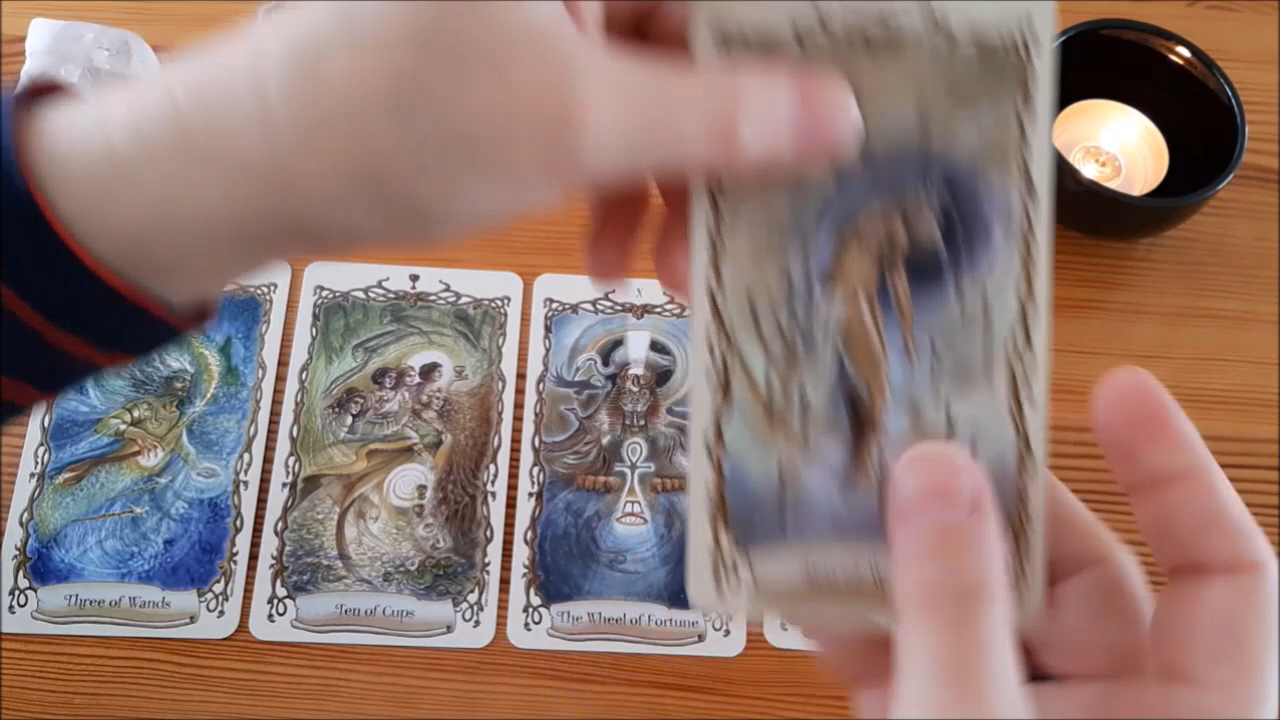 X
Three of Wands
Ten of Cups
The Wheel of Fortune